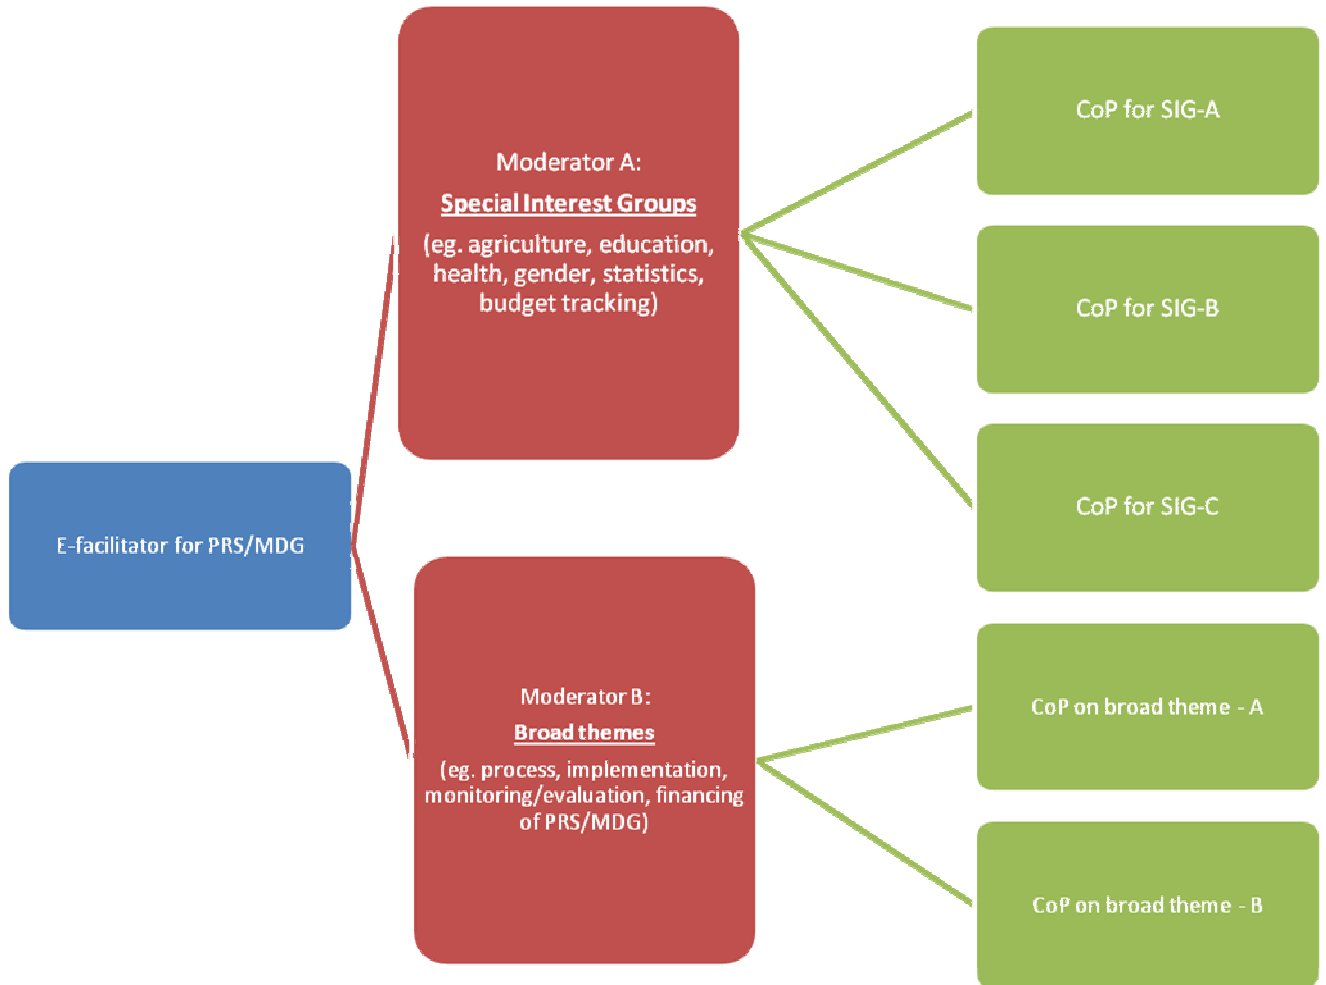 E-facilitator for PRS/MDG
Moderator A:
Special Interest Groups
(eg. agriculture, education,
health, gender, statistics,
budget tracking)
Moderator B:
Broad themes
(eg. process, implementation,
monitoring/evaluation, financing
of PRS/MDG)
CoP for SIG-A
CoP for SIG-B
CoP for SIG-C
CoP on broad theme - A
CoP on broad theme - B